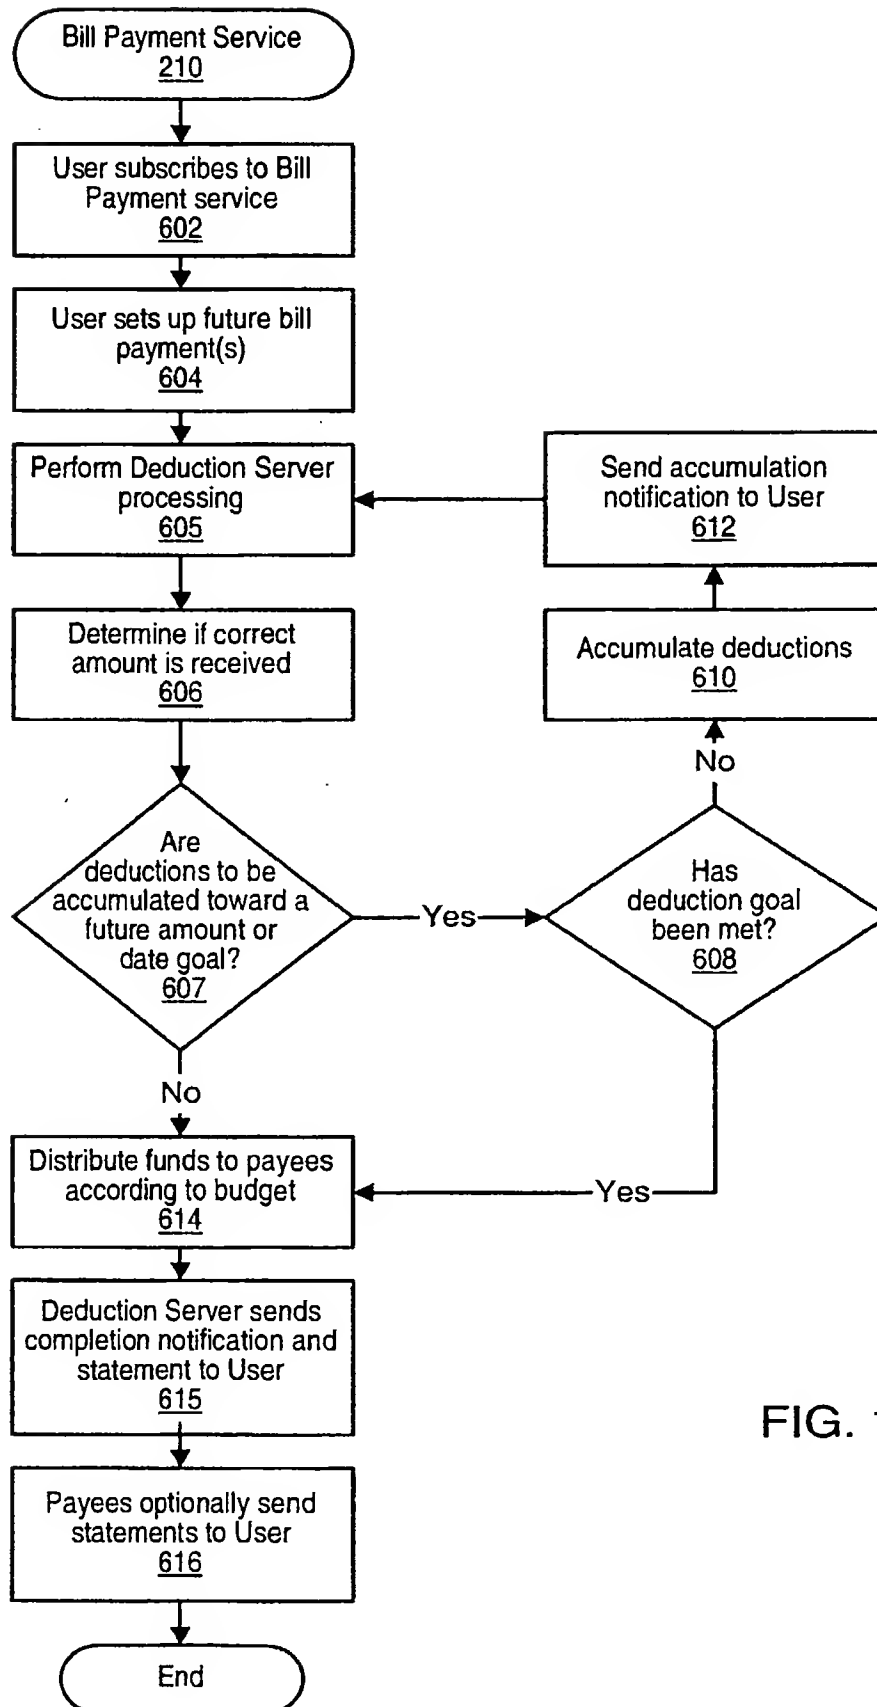 Bill Payment Service
210
User subscribes to Bill
Payment service
602
User sets up future bill
payment(s)
604
Perform Deduction Server
processing
605
Send accumulation
notification to User
612
Determine if correct
amount is received
606
Accumulate deductions
610
No
Are
deductions to be
accumulated toward a
future amount or
date goal?
607
Yes
Has
deduction goal
been met?
608
No
Distribute funds to payees
according to budget
614
Yes
Deduction Server sends
completion notification and
statement to User
615
FIG.
Payees optionally send
statements to User
616
End